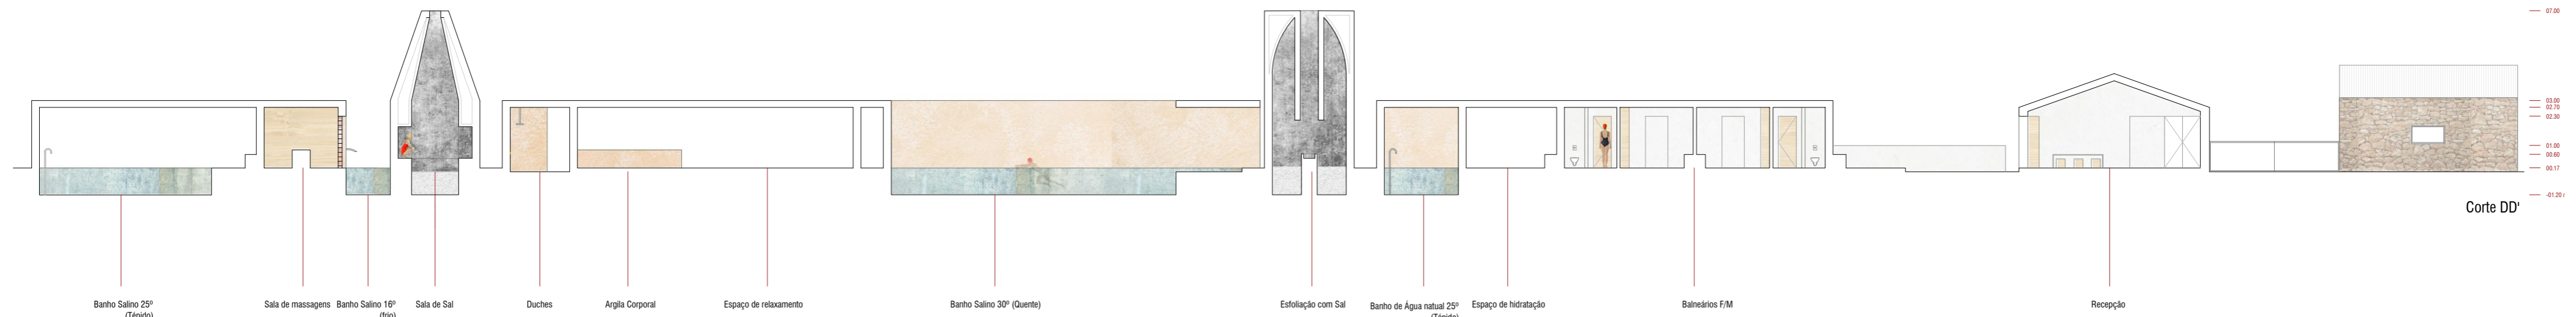 07.00
03.00
02.70
02.30
01.00
00.60
00.17
-01.20
Corte DD'
Banho Salino 25º
(Tépido)
Sala de massagens
Banho Salino 16º
(frio)
Sala de Sal
Duches
Argila Corporal
Espaço de relaxamento
Banho Salino 30º (Quente)
Esfoliação com Sal
Banho de Água natual 25º
(Tépido)
Espaço de hidratação
Balneários F/M
Recepção